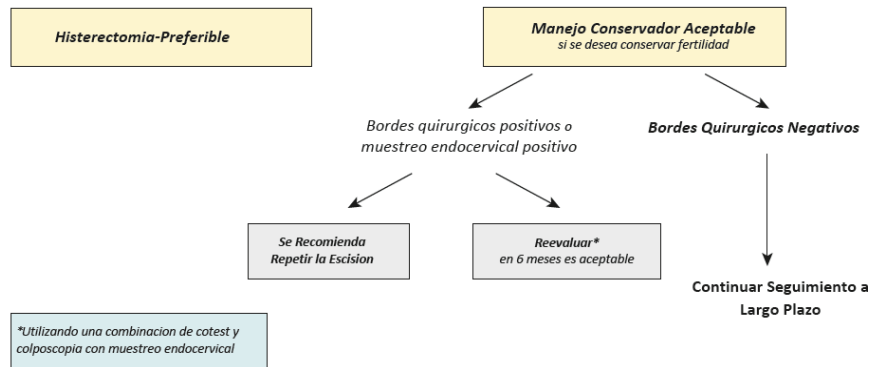 Histerectomia-Preferible
Manejo Conservador Aceptable
si se desea conservar fertilidad
Bordes quirurgicos positivos o
muestreo endocervical positivo
Bordes Quirurgicos Negativos
Se Recomienda
Repetir la Escision
Reevaluar*
en 6 meses es aceptable
Continuar Seguimiento a
Largo Plazo
*Utilizando una combinacion de cotest y
colposcopia con muestreo endocervical